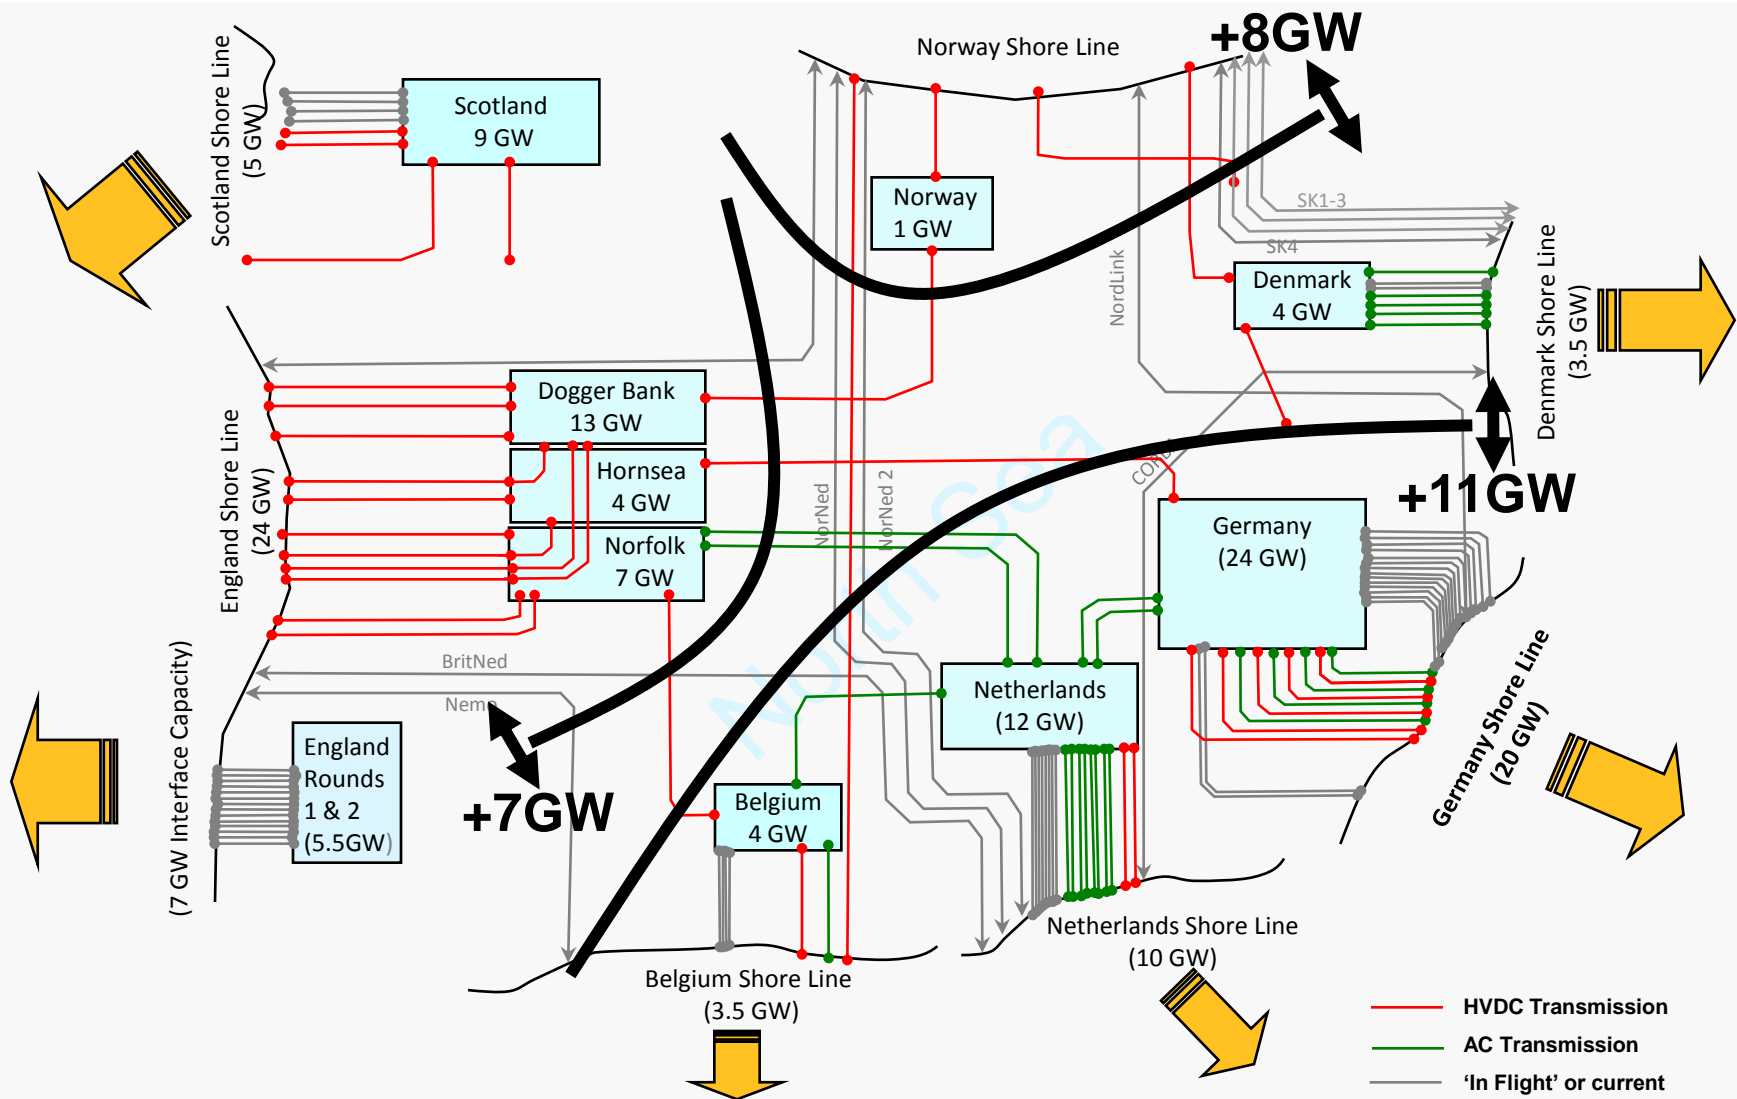 Norway Shore Line
+8GW
Scotland Shore Line
(5 GW)
Scotland
9 GW
Norway
1 GW
SK1-3
SK4
NordLink
Denmark
4 GW
Denmark Shore Line
(3.5 GW)
Dogger Bank
13 GW
Hornsea
4 GW
Norfolk
7 GW
England Shore Line
(24 GW)
NorNed
NorNed 2
North Sea
+11GW
Germany
(24 GW)
BritNed
Netherlands
(12 GW)
Germany Shore Line
(20 GW)
(7 GW Interface Capacity)
England
Rounds
1 & 2
(5.5GW)
+7GW
Belgium
4 GW
Netherlands Shore Line
(10 GW)
Belgium Shore Line
(3.5 GW)
HVDC Transmission
AC Transmission
‘In Flight’ or current